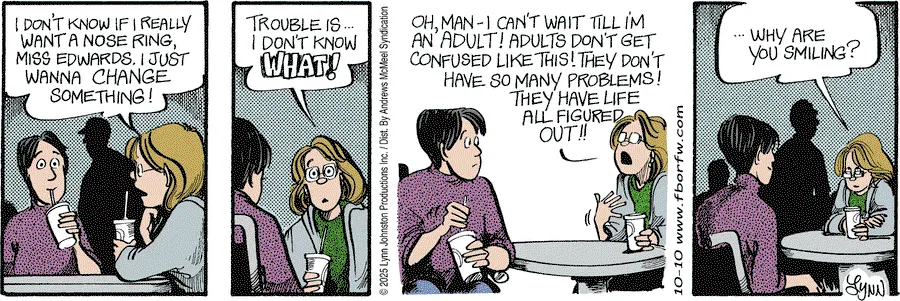 I DON'T KNOW IF I REALLY
WANT A NOSE RING,
MISS EDWARDS. I JUST
WANNA CHANGE
SOMETHING!
TROUBLE IS...
I DON'T KNOW
WHAT!
© 2025 Lynn Johnston Productions Inc. / Dist. By Andrews McMeel Syndication
OH, MAN-I CAN'T WAIT TILL I'M
AN ADULT! ADULTS DON'T GET
CONFUSED LIKE THIS! THEY DON'T
HAVE SO MANY PROBLEMS!
THEY HAVE LIFE
ALL FIGURED
OUT!!
10-10 www.fborfw.com
... WHY ARE
YOU SMILING?
LYNN